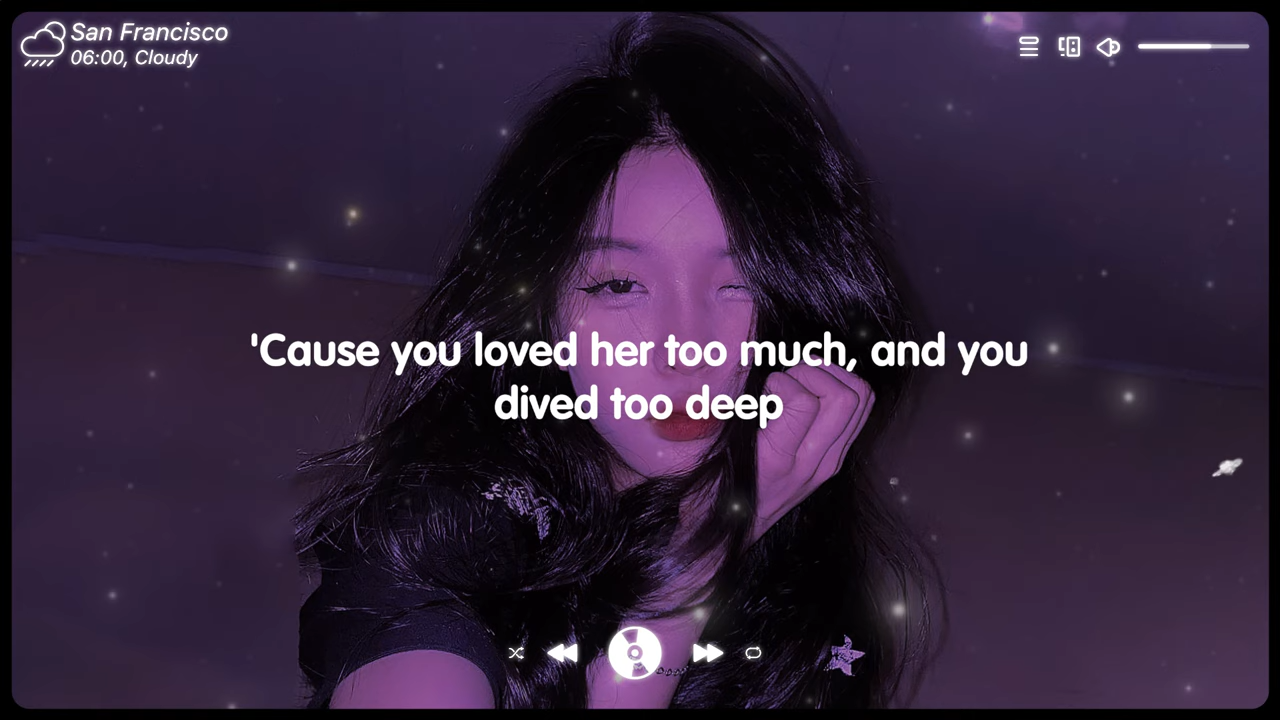 San Francisco
06:00, Cloudy
'Cause you loved her too much, and you
dived too deep